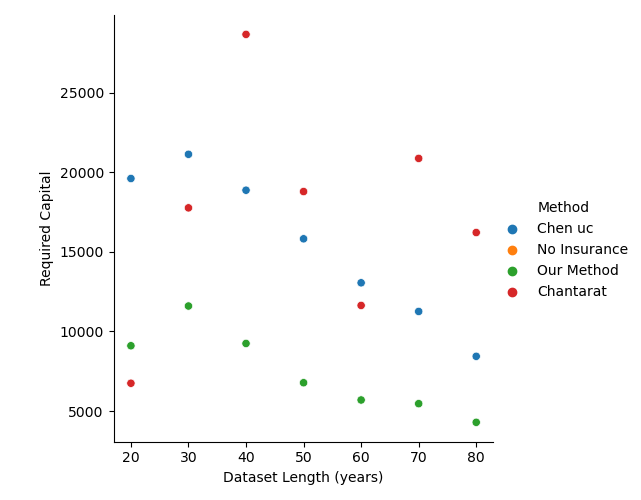 25000
20000
15000
10000
5000
Required Capital
20 30 40 50 60 70 80
Dataset Length (years)
Method
Chen uc
No Insurance
Our Method
Chantarat